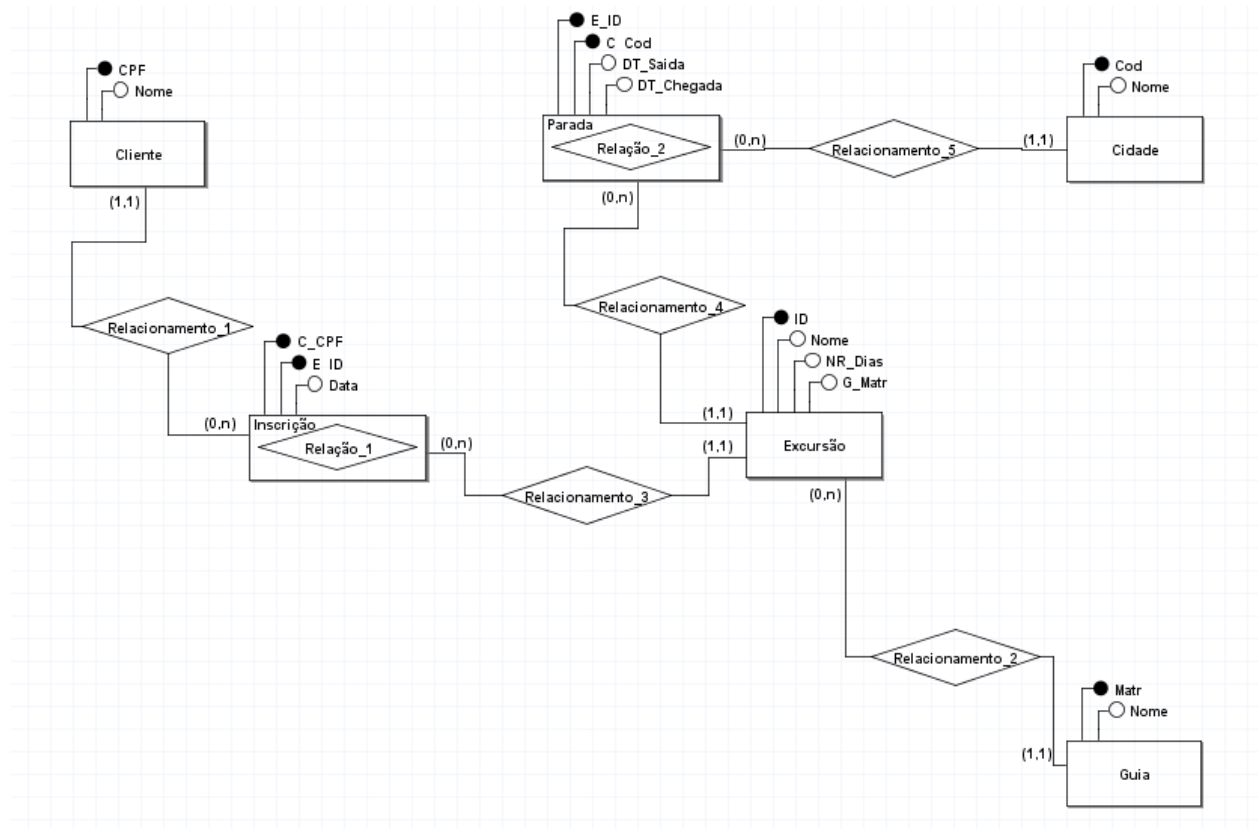 E_ID
C_Cod
DT_Saida
DT_Chegada
Parada
Relação_2
(0,n)
(0,n)
CPF
Nome
Cliente
(1,1)
Cod
Nome
Cidade
(1,1)
Relacionamento_5
Relacionamento_1
(0,n)
Relacionamento_4
(1,1)
C_CPF
E_ID
Data
Inscrição
Relação_1
(0,n)
Relacionamento_3
(1,1)
ID
Nome
NR_Dias
G_Matr
Excursão
(0,n)
Relacionamento_2
(1,1)
Matr
Nome
Guia